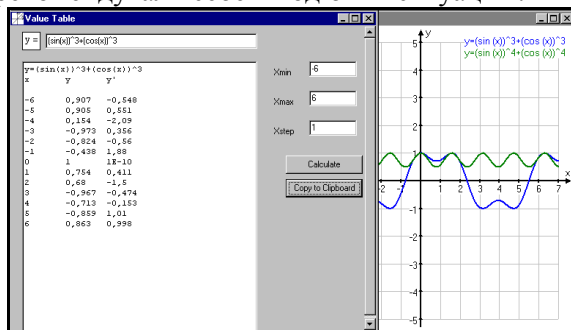 Value Table
y = (sin(x))^3+(cos(x))^3
y=(sin(x))^3+(cos(x))^3
x y y'
-6 0,907 -0,548
-5 0,905 0,551
-4 0,154 -2,09
-3 -0,973 0,356
-2 -0,824 -0,56
-1 -0,438 1,88
0 1 1E-10
1 0,754 0,411
2 0,68 -1,5
3 -0,967 -0,474
4 -0,713 -0,153
5 -0,859 1,01
6 0,863 0,998
Xmin -6
Xmax 6
Xstep 1
Calculate
Copy to Clipboard
y
y=(sin (x))^3+(cos (x))^3
y=(sin (x))^4+(cos (x))^4
5
4
3
2
1
x
-2 -1 1 2 3 4 5 6 7
-1
-2
-3
-4
-5